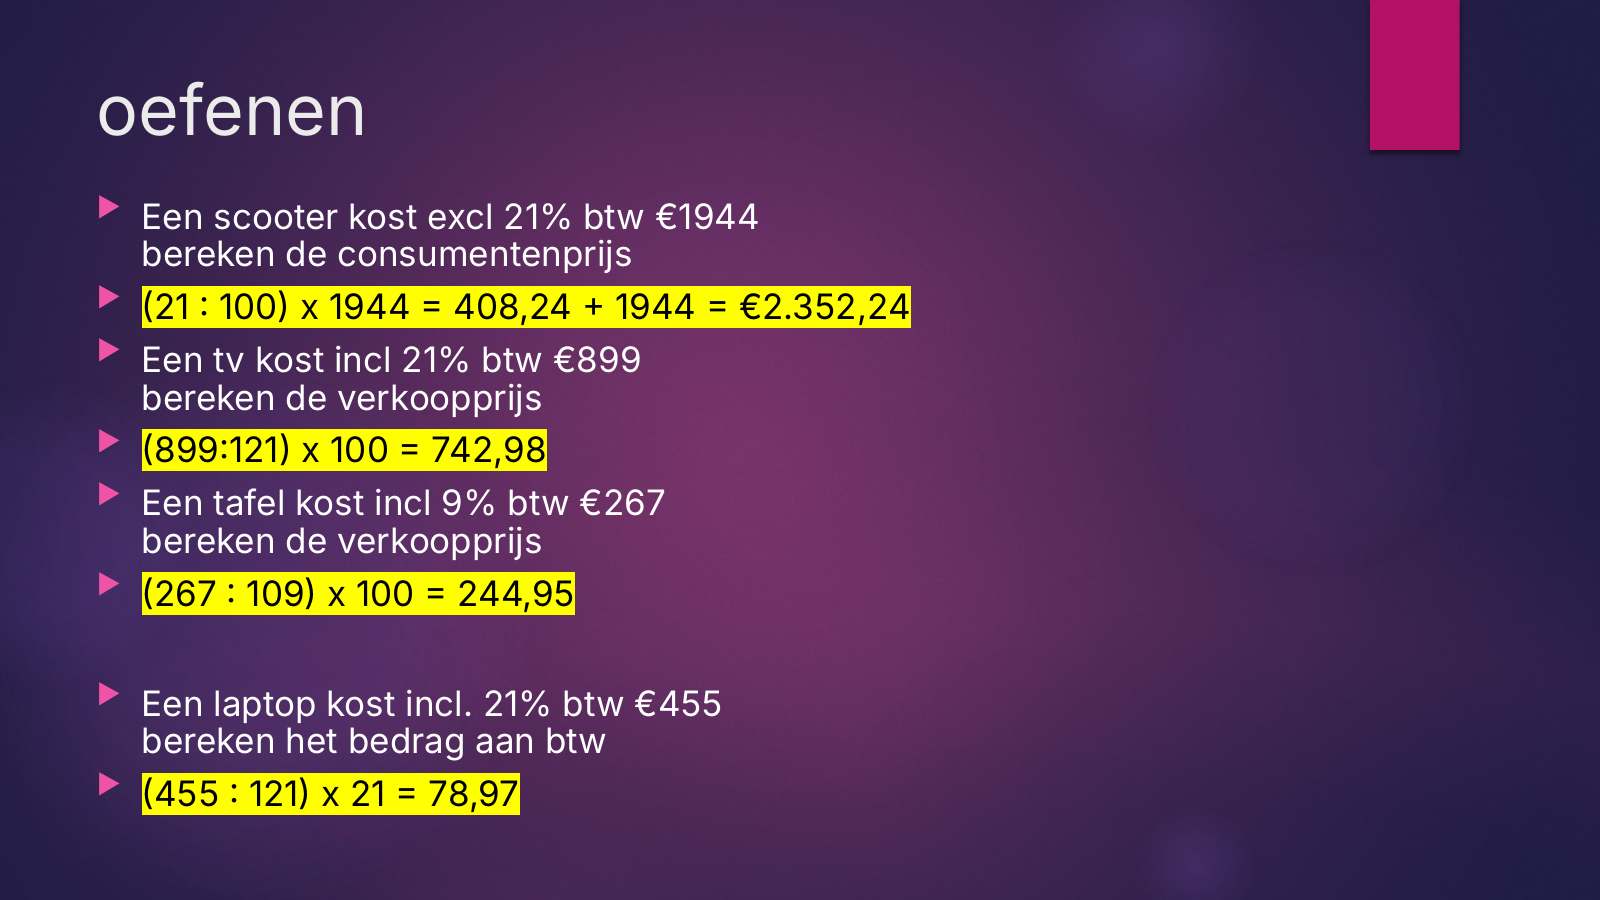 oefenen
Een scooter kost excl 21% btw €1944
bereken de consumentenprijs
(21 : 100) x 1944 = 408,24 + 1944 = €2.352,24
Een tv kost incl 21% btw €899
bereken de verkoopprijs
(899:121) x 100 = 742,98
Een tafel kost incl 9% btw €267
bereken de verkoopprijs
(267 : 109) x 100 = 244,95
Een laptop kost incl. 21% btw €455
bereken het bedrag aan btw
(455 : 121) x 21 = 78,97